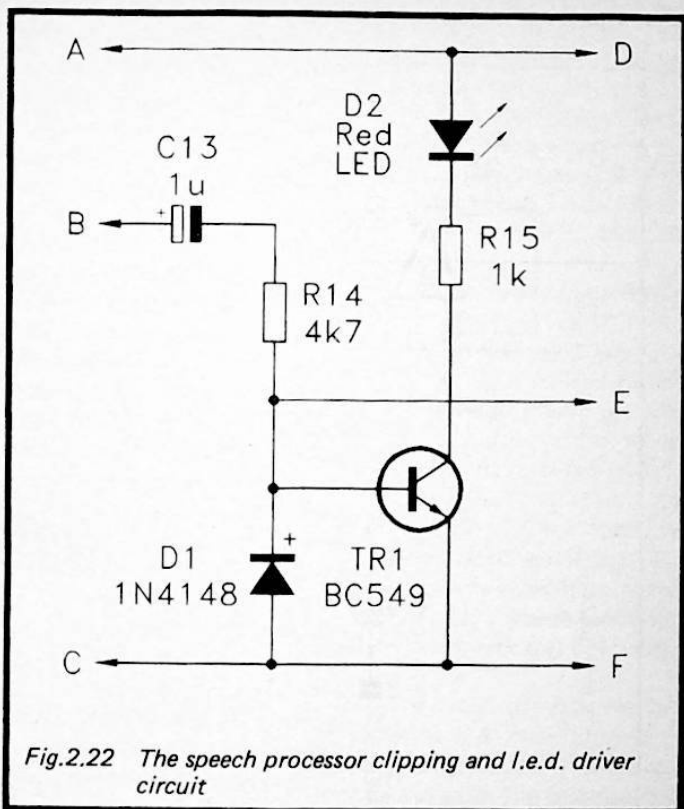 A
D
D2
Red
LED
C13
1u
+
B
R15
1k
R14
4k7
E
+
D1
1N4148
TR1
BC549
C
F
Fig.2.22 The speech processor clipping and l.e.d. driver
circuit